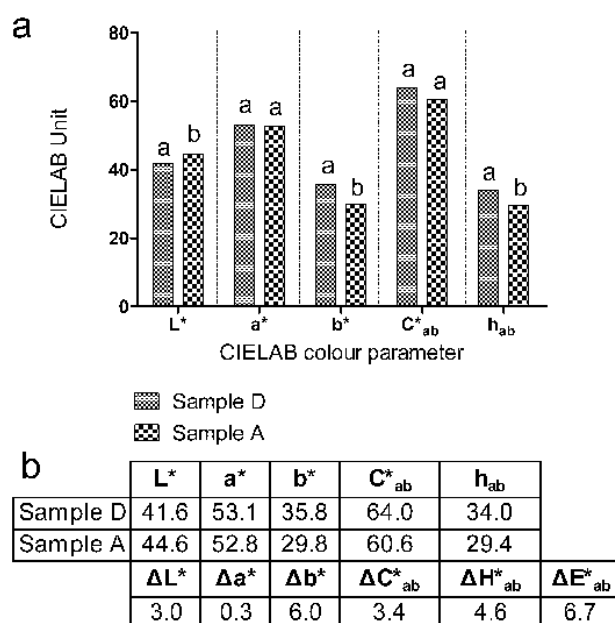 a
80
60
40
20
0
CIELAB Unit
a b a a a b a a a b
L* a* b* C*ab hab
CIELAB colour parameter
Sample D
Sample A
b
L* a* b* C*ab hab
Sample D 41.6 53.1 35.8 64.0 34.0
Sample A 44.6 52.8 29.8 60.6 29.4
ΔL* Δa* Δb* ΔC*ab ΔH*ab ΔE*ab
3.0 0.3 6.0 3.4 4.6 6.7